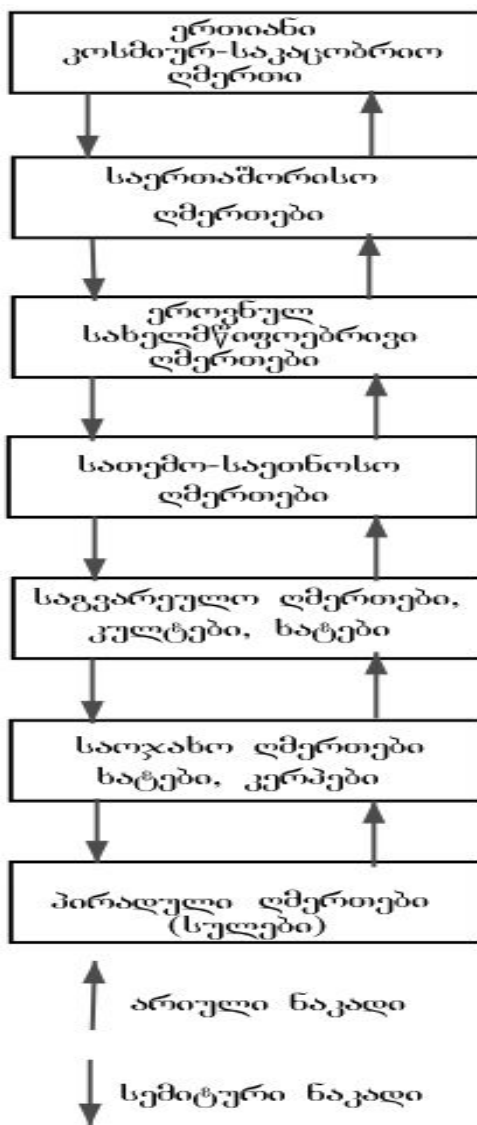 ერთიანი
კოსმიურ-საკაცობრიო
ღმერთი
საერთაშორისო
ღმერთები
ეროვნულ
სახელმწიფოებრივი
ღმერთები
სათემო-საეთნოსო
ღმერთები
საგვარეულო ღმერთები,
კულტები, ხატები
საოჯახო ღმერთები
ხატები, კერპები
პირადული ღმერთები
(სულები)
არიული ნაკადი
სემიტური ნაკადი